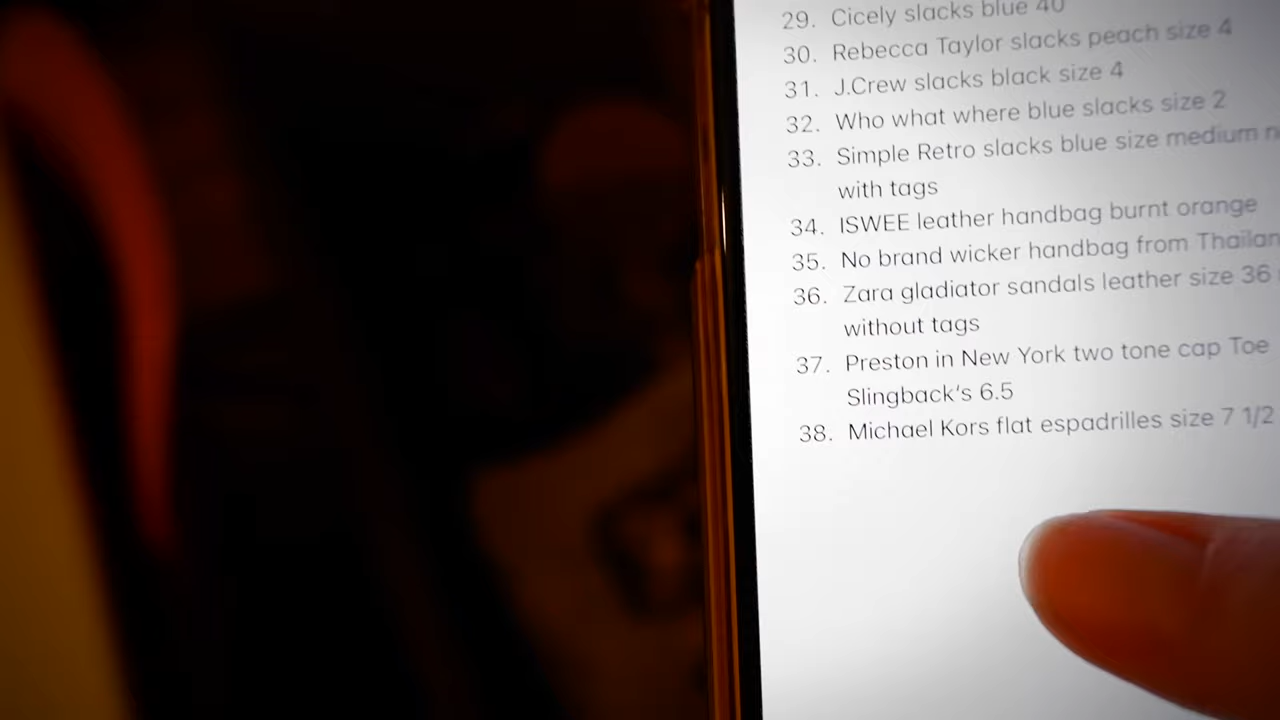 29. Cicely slacks blue 40
30. Rebecca Taylor slacks peach size 4
31. J.Crew slacks black size 4
32. Who what where blue slacks size 2
33. Simple Retro slacks blue size medium
with tags
34. ISWEE leather handbag burnt orange
35. No brand wicker handbag from Thailan
36. Zara gladiator sandals leather size 36
without tags
37. Preston in New York two tone cap Toe
Slingback's 6.5
38. Michael Kors flat espadrilles size 7 1/2